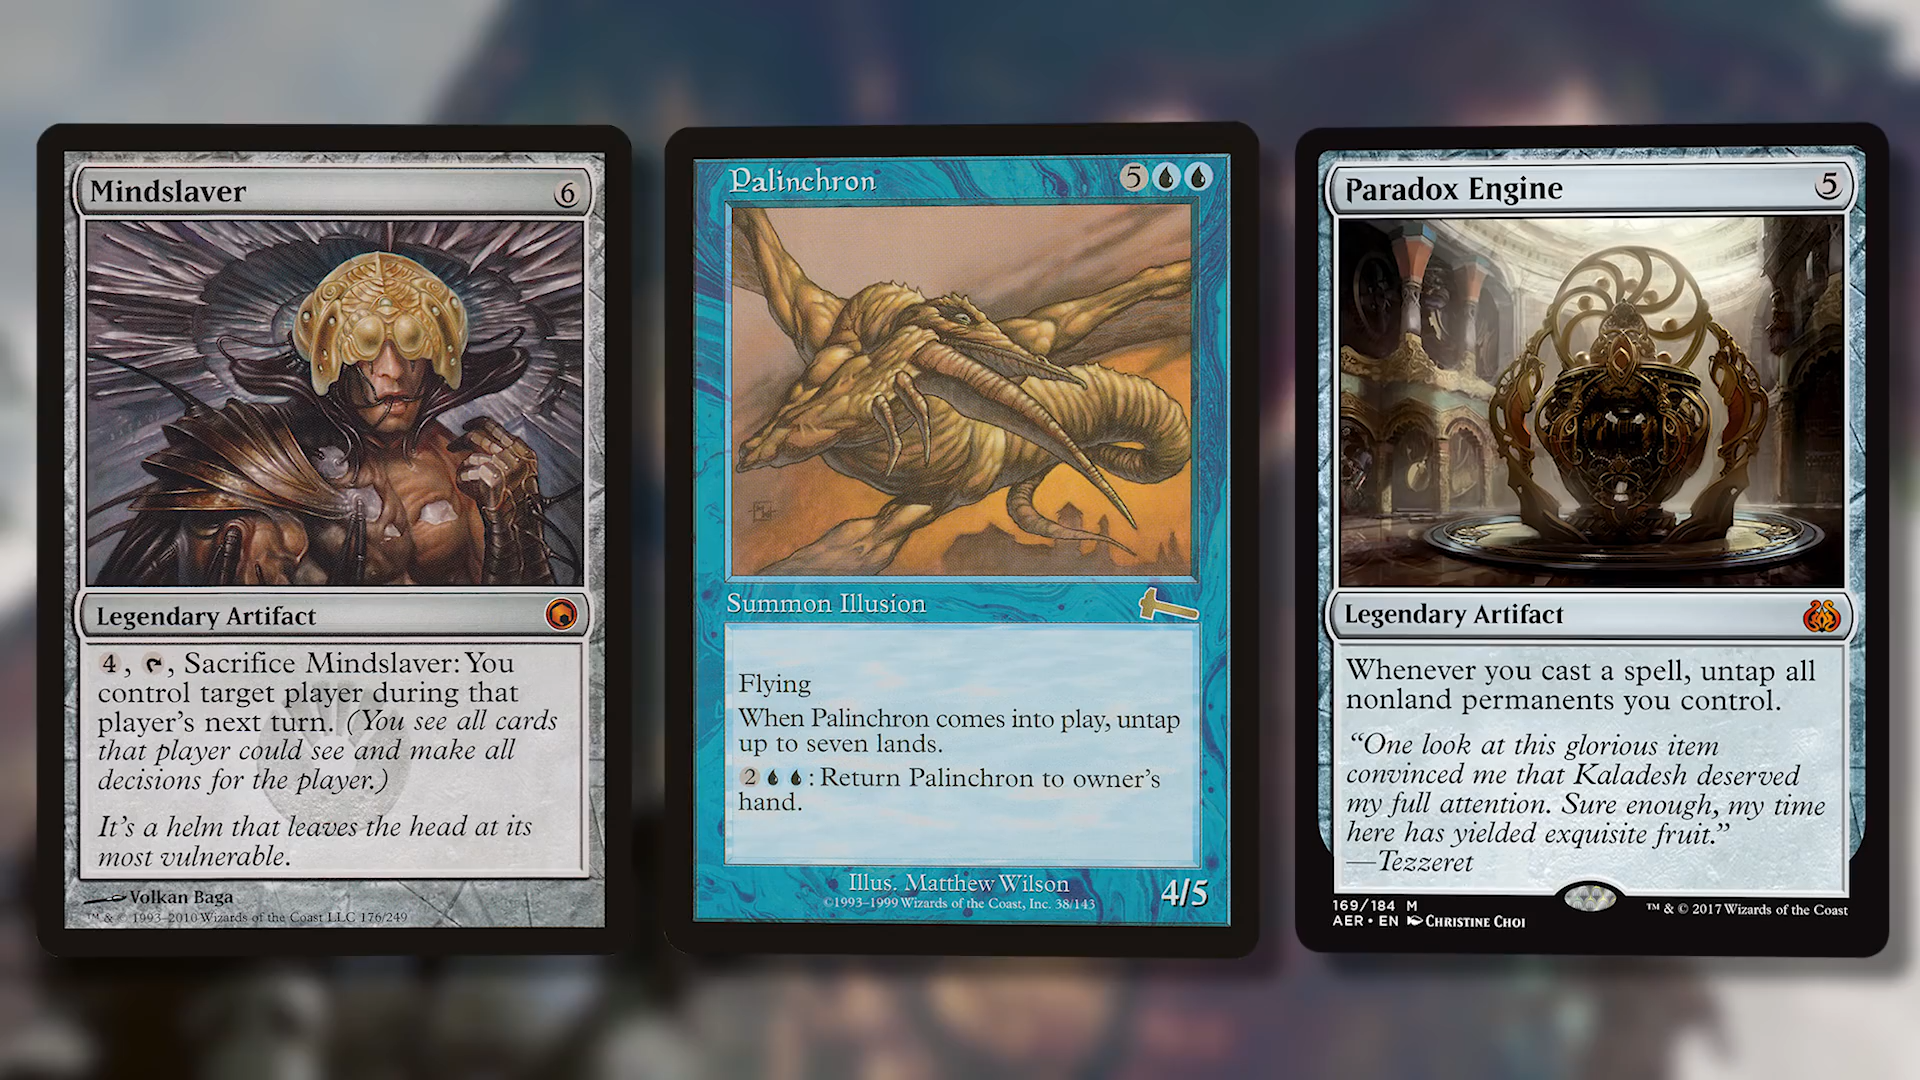 Mindslaver 6
Legendary Artifact
4, Sacrifice Mindslaver: You
control target player during that
player's next turn. (You see all cards
that player could see and make all
decisions for the player.)
It's a helm that leaves the head at its
most vulnerable.
Volkan Baga
™ & © 1993–2010 Wizards of the Coast LLC 176/249
Palinchron 5
Summon Illusion
Flying
When Palinchron comes into play, untap
up to seven lands.
2 : Return Palinchron to owner's
hand.
Illus. Matthew Wilson
©1993–1999 Wizards of the Coast, Inc. 38/143
4/5
Paradox Engine 5
Legendary Artifact
Whenever you cast a spell, untap all
nonland permanents you control.
“One look at this glorious item
convinced me that Kaladesh deserved
my full attention. Sure enough, my time
here has yielded exquisite fruit.”
—Tezzeret
169/184 M
AER • EN Christine Choi
™ & © 2017 Wizards of the Coast